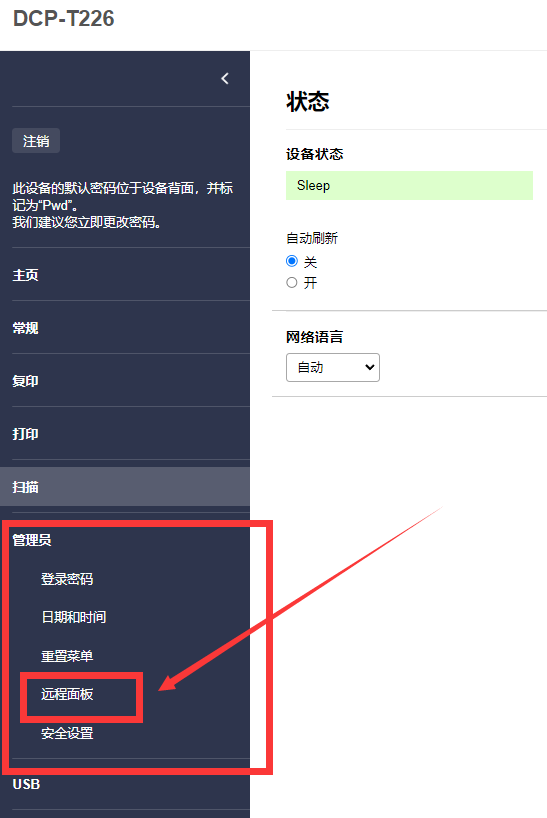 DCP-T226
注销
此设备的默认密码位于设备背面，并标
记为“Pwd”。
我们建议您立即更改密码。
主页
常规
复印
打印
扫描
管理员
登录密码
日期和时间
重置菜单
远程面板
安全设置
USB
状态
设备状态
Sleep
自动刷新
关
开
网络语言
自动